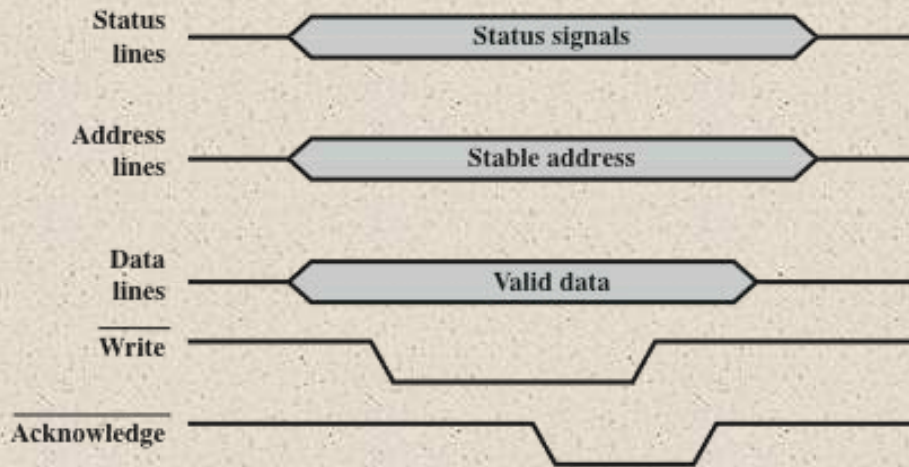 Status
lines
Status signals
Address
lines
Stable address
Data
lines
Valid data
Write
Acknowledge